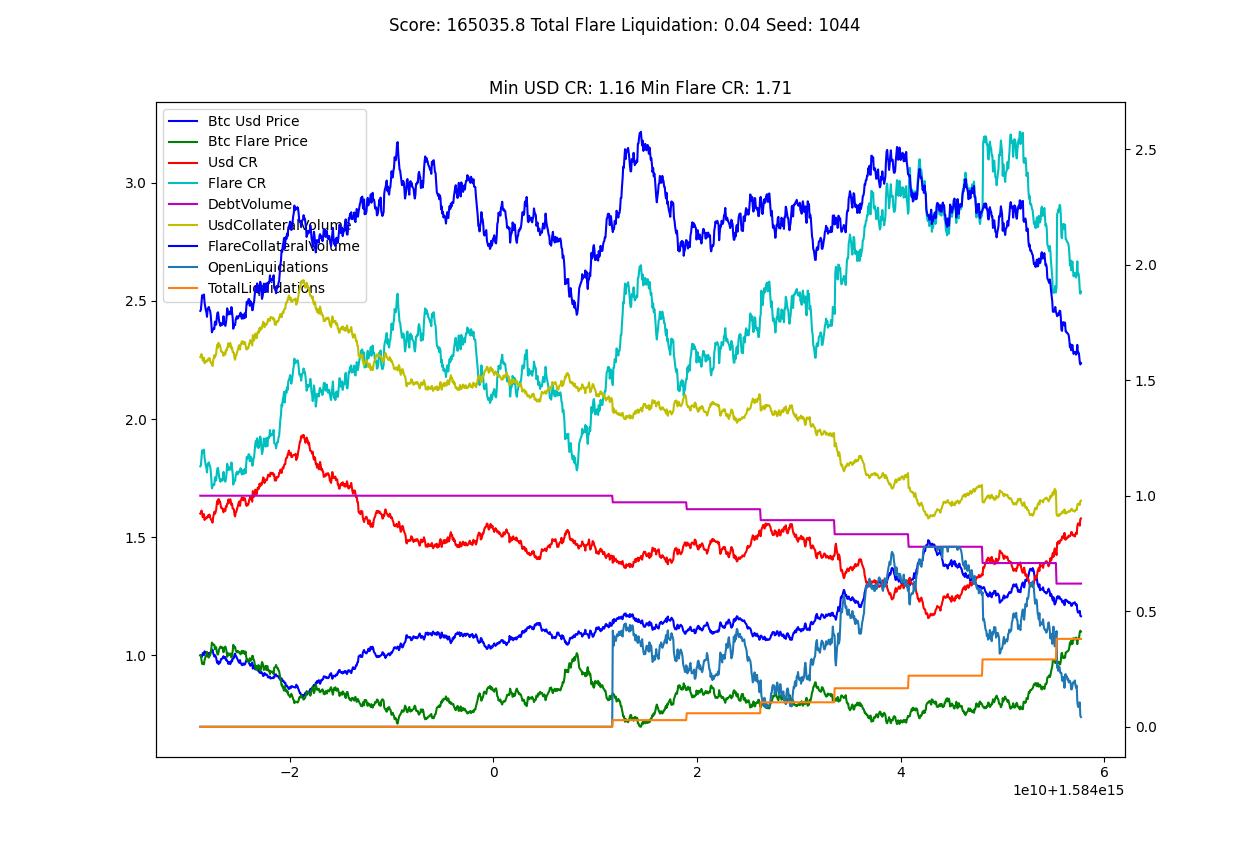 Score: 165035.8 Total Flare Liquidation: 0.04 Seed: 1044
Min USD CR: 1.16 Min Flare CR: 1.71
Btc Usd Price
Btc Flare Price
Usd CR
Flare CR
DebtVolume
UsdCollateralVolume
FlareCollateralVolume
OpenLiquidations
TotalLiquidations
3.0
2.5
2.0
1.5
1.0
2.5
2.0
1.5
1.0
0.5
0.0
−2 0 2 4 6
1e10+1.584e15